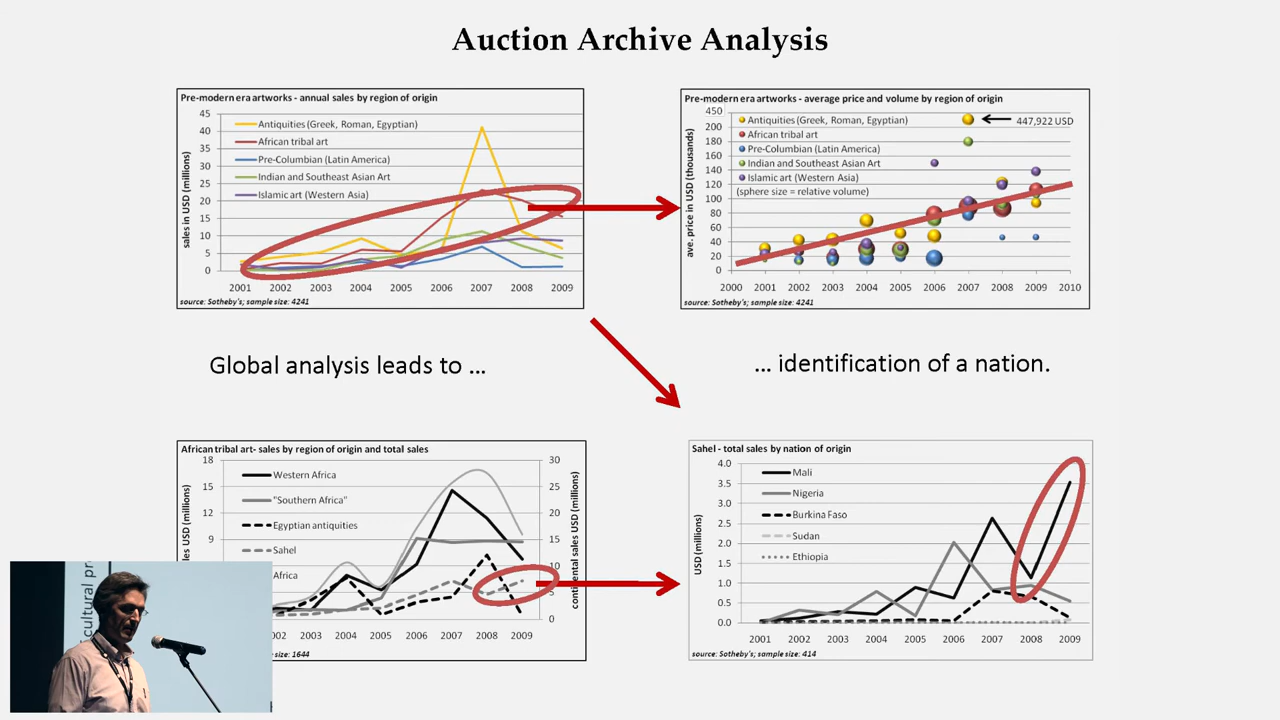 Auction Archive Analysis
Pre-modern era artworks - annual sales by region of origin
sales in USD (millions)
45
40
35
30
25
20
15
10
5
0
Antiquities (Greek, Roman, Egyptian)
African tribal art
Pre-Columbian (Latin America)
Indian and Southeast Asian Art
Islamic art (Western Asia)
2001 2002 2003 2004 2005 2006 2007 2008 2009
source: Sotheby's; sample size: 4241
Pre-modern era artworks - average price and volume by region of origin
ave. price in USD (thousands)
450
200
180
160
140
120
100
80
60
40
20
0
Antiquities (Greek, Roman, Egyptian)
African tribal art
Pre-Columbian (Latin America)
Indian and Southeast Asian Art
Islamic art (Western Asia)
(sphere size = relative volume)
447,922 USD
2000 2001 2002 2003 2004 2005 2006 2007 2008 2009 2010
source: Sotheby's; sample size: 4241
Global analysis leads to ...
... identification of a nation.
African tribal art- sales by region of origin and total sales
les USD (millions)
18
15
12
9
Western Africa
"Southern Africa"
Egyptian antiquities
Sahel
Africa
30
25
20
15
10
5
0
continental sales USD (millions)
002 2003 2004 2005 2006 2007 2008 2009
size: 1644
Sahel - total sales by nation of origin
USD (millions)
4.0
3.5
3.0
2.5
2.0
1.5
1.0
0.5
0.0
Mali
Nigeria
Burkina Faso
Sudan
Ethiopia
2001 2002 2003 2004 2005 2006 2007 2008 2009
source: Sotheby's; sample size: 414
cultural pr